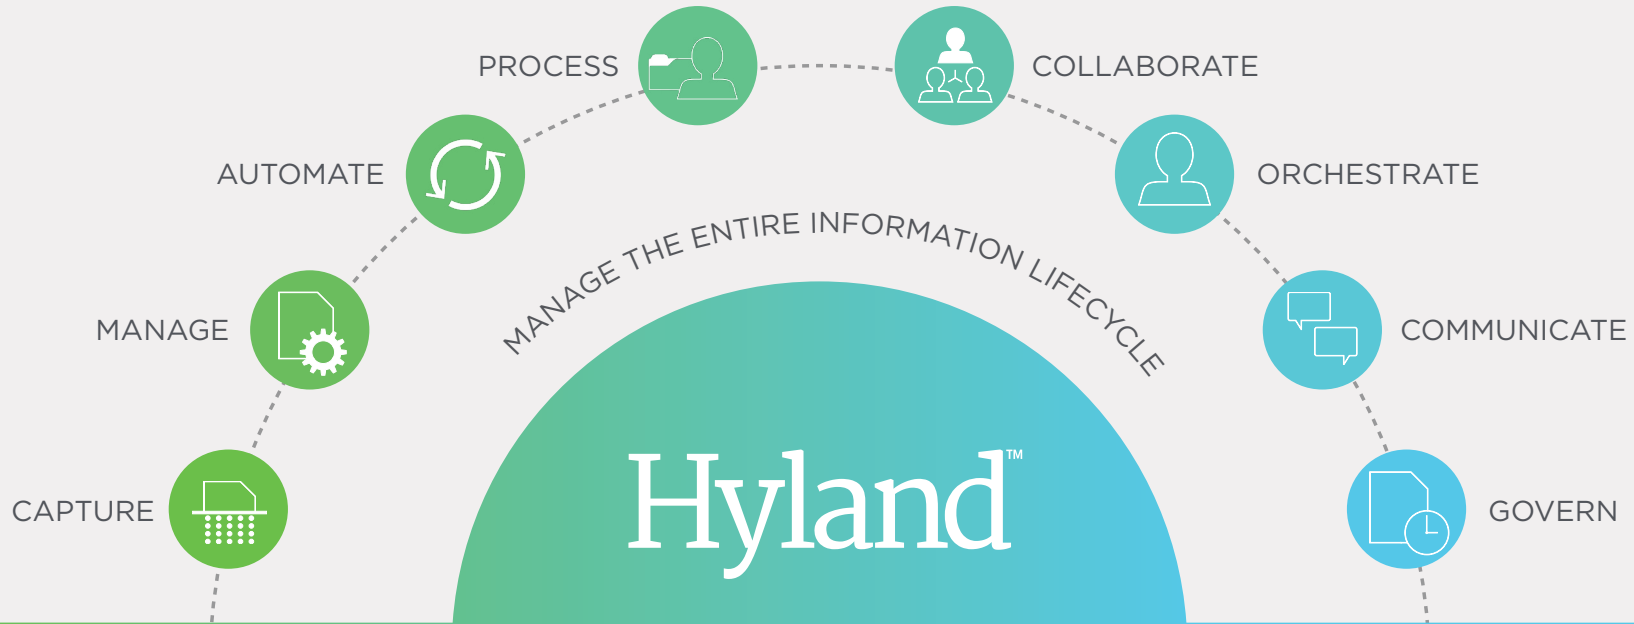 PROCESS
COLLABORATE
AUTOMATE
ORCHESTRATE
MANAGE THE ENTIRE INFORMATION LIFECYCLE
MANAGE
COMMUNICATE
Hyland™
CAPTURE
GOVERN